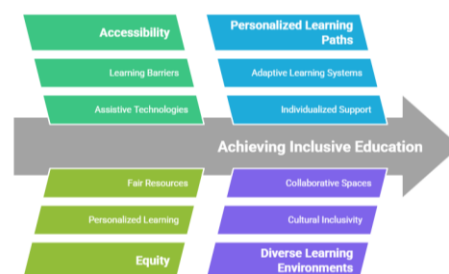 Accessibility
Personalized Learning
Paths
Learning Barriers
Adaptive Learning Systems
Assistive Technologies
Individualized Support
Achieving Inclusive Education
Fair Resources
Collaborative Spaces
Personalized Learning
Cultural Inclusivity
Equity
Diverse Learning
Environments